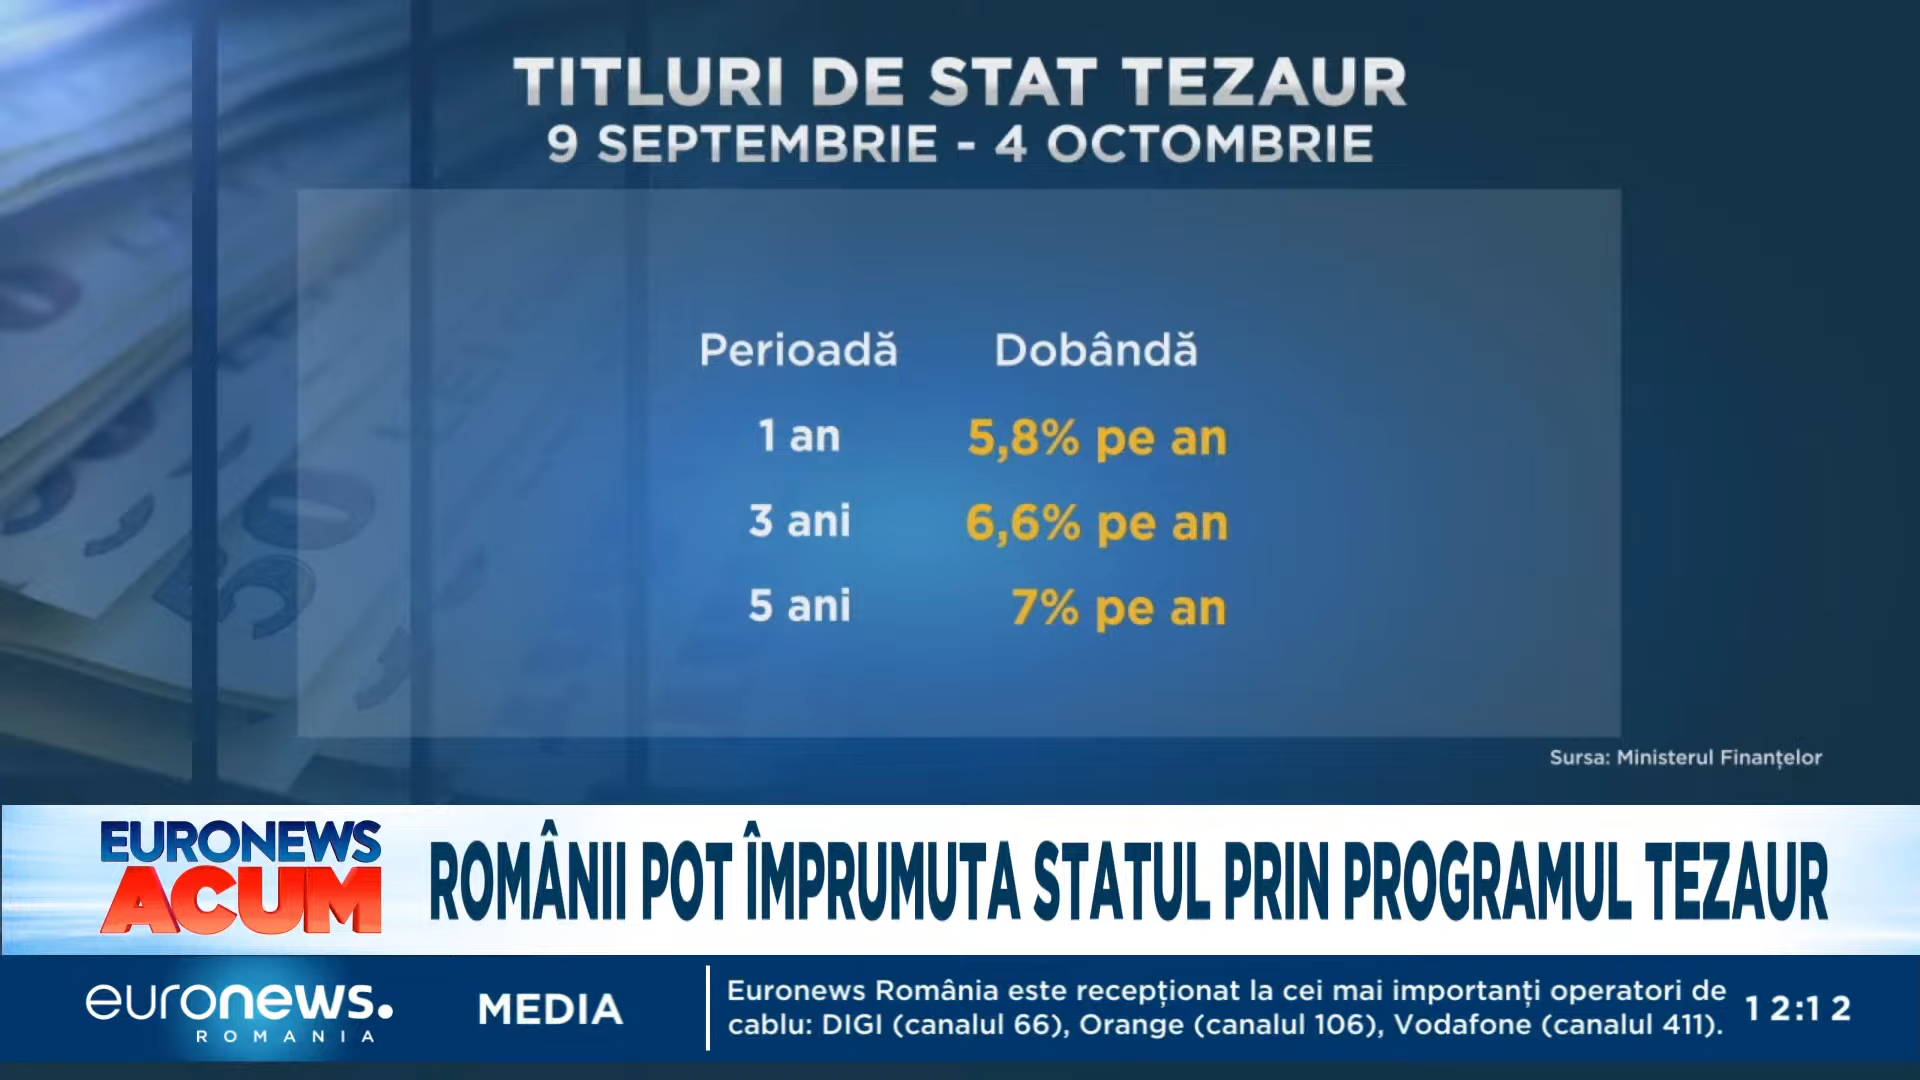 TITLURI DE STAT TEZAUR
9 SEPTEMBRIE - 4 OCTOMBRIE
Perioadă Dobândă
1 an 5,8% pe an
3 ani 6,6% pe an
5 ani 7% pe an
Sursa: Ministerul Finanțelor
EURONEWS
ACUM
ROMÂNII POT ÎMPRUMUTA STATUL PRIN PROGRAMUL TEZAUR
euronews.
ROMANIA
MEDIA
Euronews România este recepționat la cei mai importanți operatori de
cablu: DIGI (canalul 66), Orange (canalul 106), Vodafone (canalul 411).
12:12